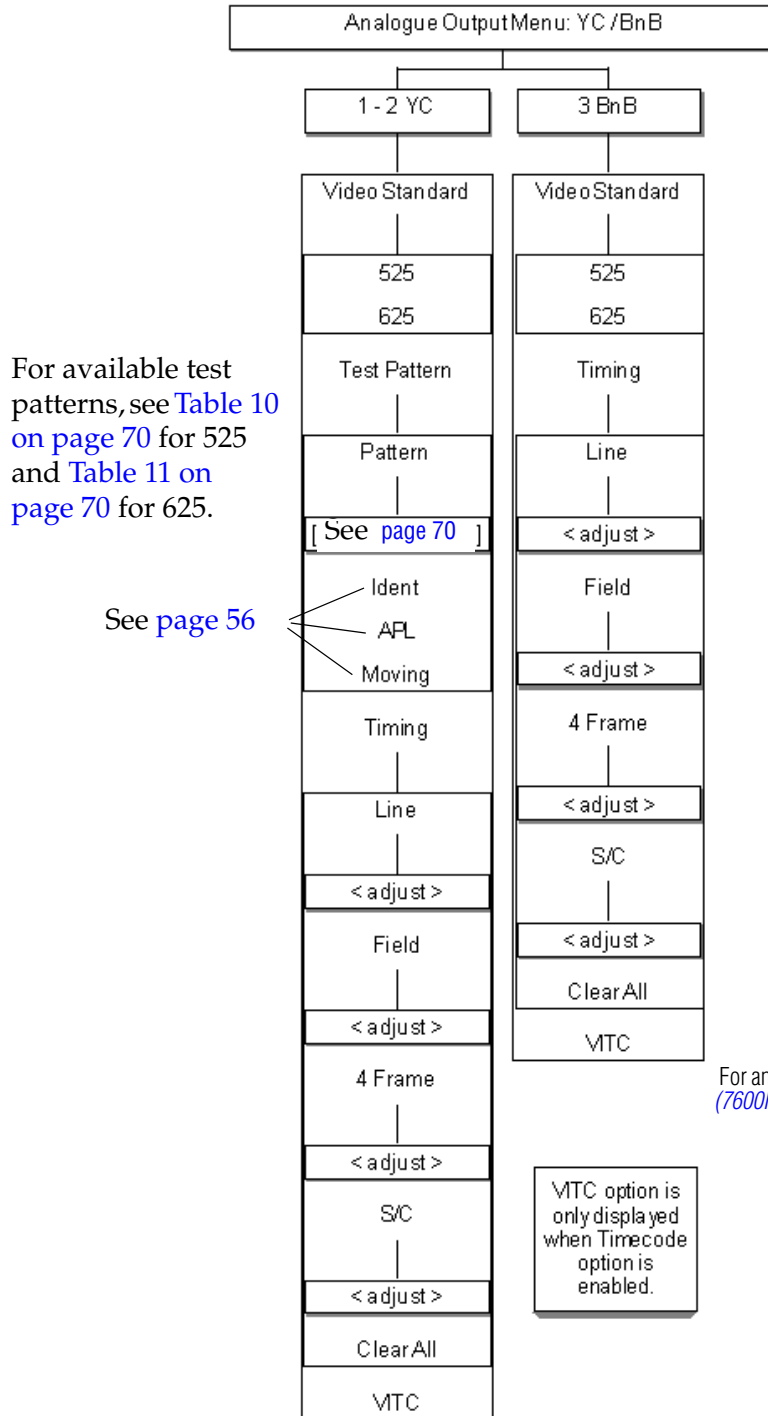 Analogue Output Menu: YC /BnB
1 - 2 YC
3 BnB
Video Standard
525
625
Test Pattern
Pattern
[ See page 70 ]
Ident
APL
Moving
Timing
Line
< adjust >
Field
< adjust >
4 Frame
< adjust >
S/C
< adjust >
Clear All
VITC
Video Standard
525
625
Timing
Line
< adjust >
Field
< adjust >
4 Frame
< adjust >
S/C
< adjust >
Clear All
VITC
For available test
patterns, see Table 10
on page 70 for 525
and Table 11 on
page 70 for 625.
See page 56
For an
(7600
VITC option is
only displayed
when Timecode
option is
enabled.